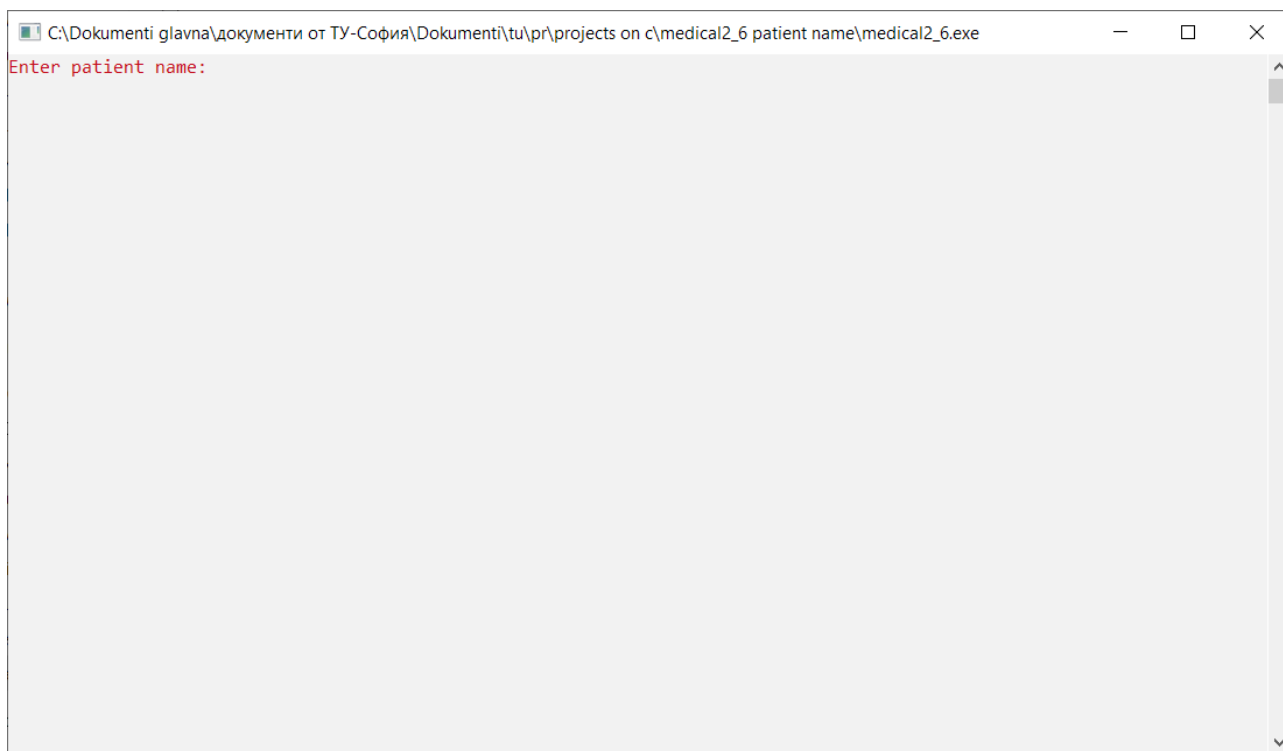 C:\Dokumenti glavna\документи от ТУ-София\Dokumenti\tu\pr\projects on c\medical2_6 patient name\medical2_6.exe
Enter patient name: